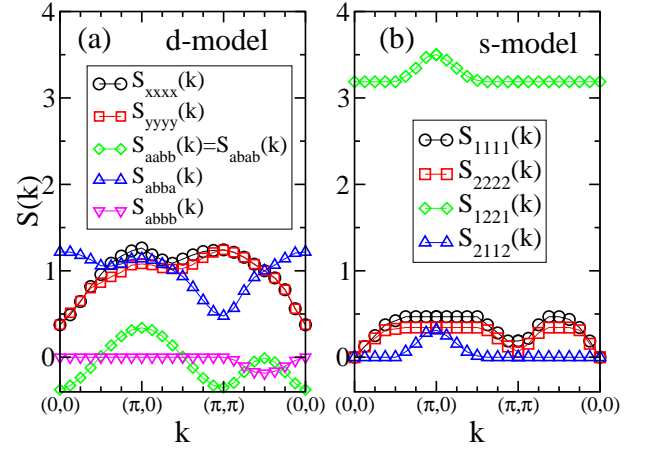 (a) d-model
S_xxxx(k)
S_yyyy(k)
S_aabb(k)=S_abab(k)
S_abba(k)
S_abbb(k)
S(k)
4
3
2
1
0
(0,0) (π,0) (π,π) (0,0)
k
(b) s-model
S_1111(k)
S_2222(k)
S_1221(k)
S_2112(k)
4
3
2
1
0
(0,0) (π,0) (π,π) (0,0)
k